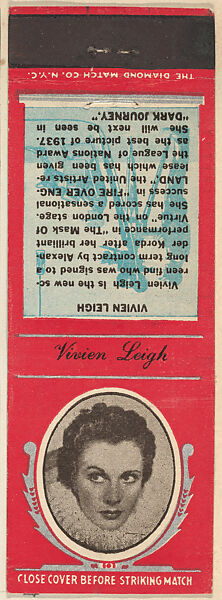 THE DIAMOND MATCH CO. N.Y.C.
VIVIEN LEIGH
Vivien Leigh is the new sc-
reen find who was signed to a
long term contract by Alexan-
der Korda after her brilliant
performance in "The Mask Of
Virtue" on the London stage
She has scored a sensational
success in "FIRE OVER ENG-
LAND," the United Artists re-
lease which has been given
the League of Nations Award
as the best picture of 1937.
She will next be seen in
"DARK JOURNEY."
Vivien Leigh
CLOSE COVER BEFORE STRIKING MATCH